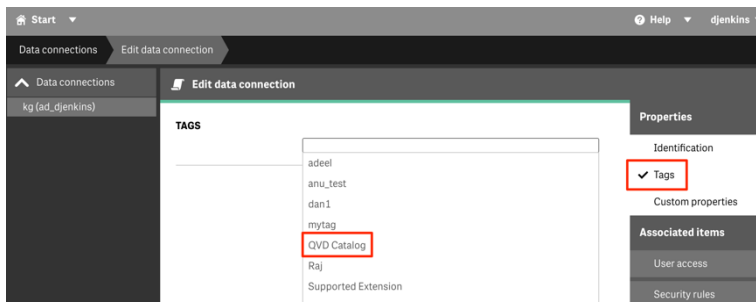 Start
Help
djenkins
Data connections
Edit data connection
Data connections
kg (ad_djenkins)
Edit data connection
TAGS
adeel
anu_test
dan1
mytag
QVD Catalog
Raj
Supported Extension
Properties
Identification
Tags
Custom properties
Associated items
User access
Security rules